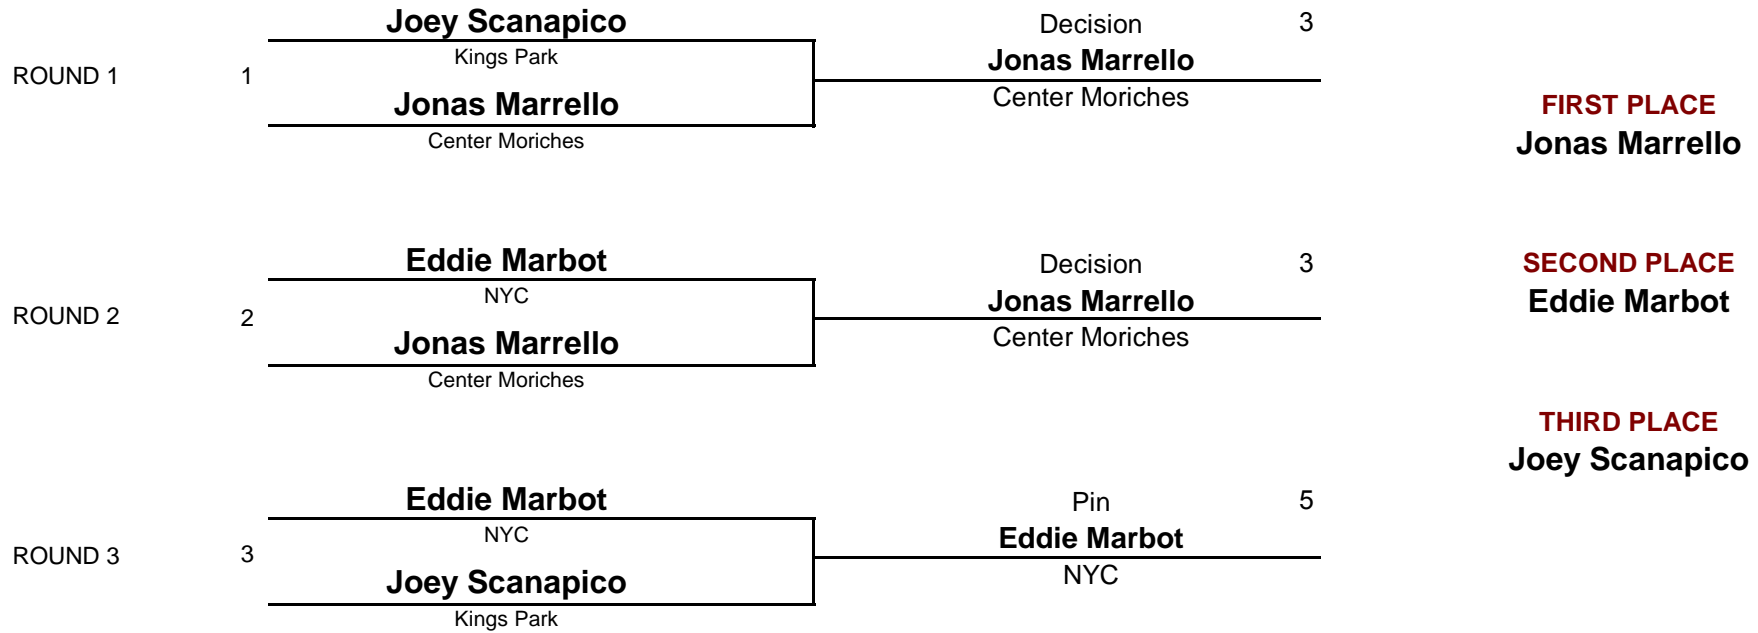 Joey Scanapico
Decision 3
Kings Park
Jonas Marrello
ROUND 1 1
Jonas Marrello
Center Moriches
Center Moriches
FIRST PLACE
Jonas Marrello
Eddie Marbot
Decision 3
SECOND PLACE
NYC
Jonas Marrello
Eddie Marbot
ROUND 2 2
Jonas Marrello
Center Moriches
Center Moriches
THIRD PLACE
Joey Scanapico
Eddie Marbot
Pin 5
NYC
Eddie Marbot
ROUND 3 3
Joey Scanapico
NYC
Kings Park